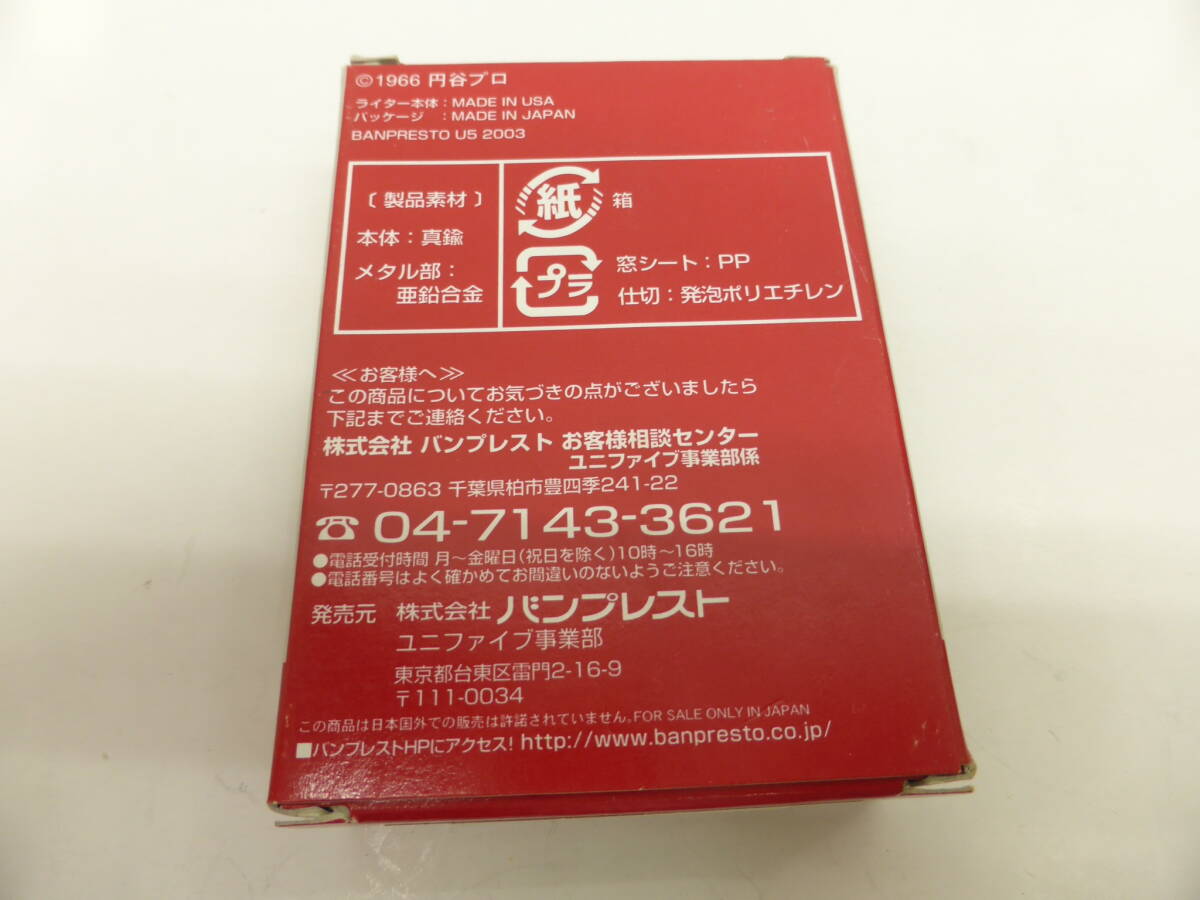 ©1966 円谷プロ
ライター本体：MADE IN USA
パッケージ　：MADE IN JAPAN
BANPRESTO U5 2003
〔 製品素材 〕
本体：真鍮
メタル部：
亜鉛合金
紙 箱
プラ
窓シート：PP
仕切：発泡ポリエチレン
≪お客様へ≫
この商品についてお気づきの点がございましたら
下記までご連絡ください。
株式会社 バンプレスト お客様相談センター
ユニファイブ事業部係
〒277-0863 千葉県柏市豊四季241-22
☎ 04-7143-3621
●電話受付時間 月～金曜日(祝日を除く)10時～16時
●電話番号はよく確かめてお間違いのないようご注意ください。
発売元 株式会社 バンプレスト
ユニファイブ事業部
東京都台東区雷門2-16-9
〒111-0034
この商品は日本国外での販売は許諾されていません。FOR SALE ONLY IN JAPAN
■バンプレストHPにアクセス! http://www.banpresto.co.jp/